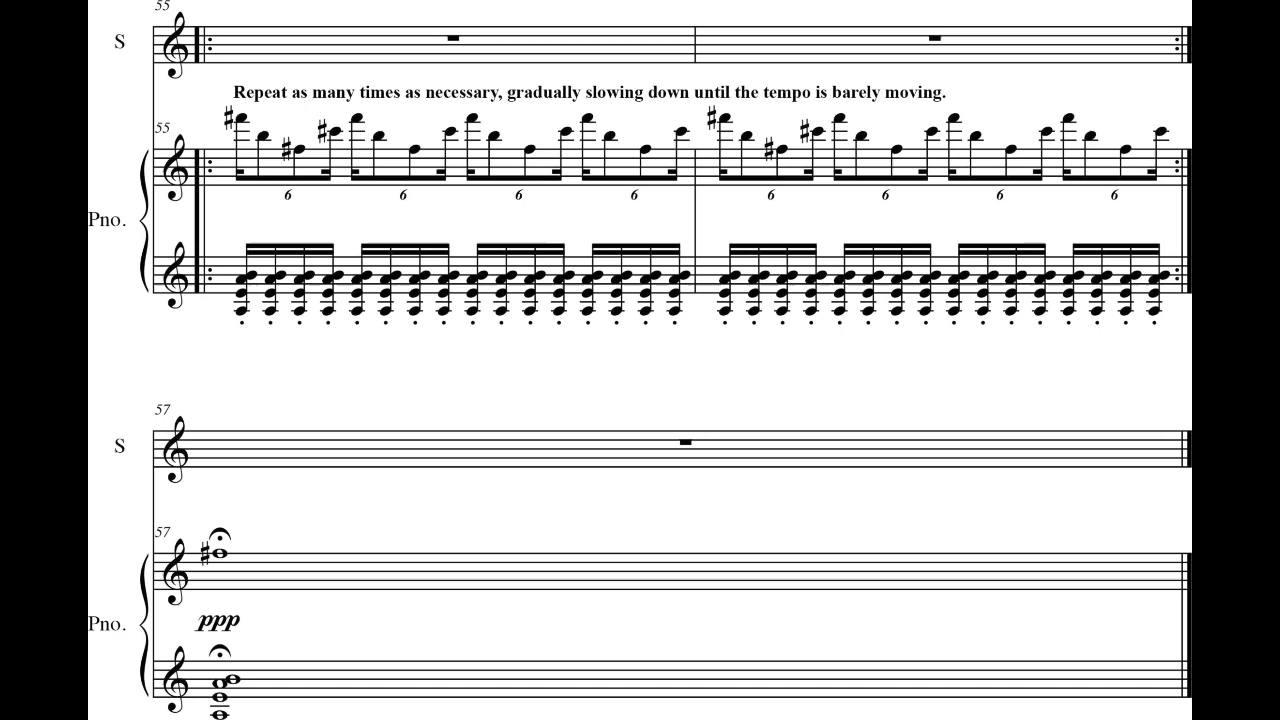 55
S
Repeat as many times as necessary, gradually slowing down until the tempo is barely moving.
55
6 6 6 6 6 6 6 6
Pno.
57
S
57
ppp
Pno.